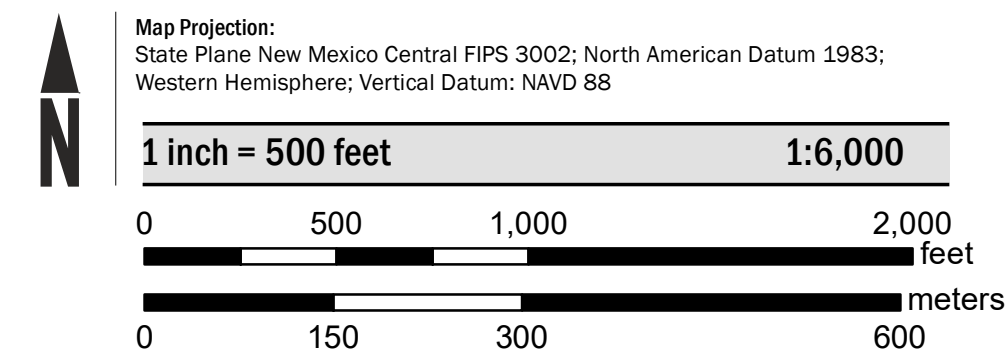 N
Map Projection:
State Plane New Mexico Central FIPS 3002; North American Datum 1983;
Western Hemisphere; Vertical Datum: NAVD 88
1 inch = 500 feet 1:6,000
0 500 1,000 2,000
feet
meters
0 150 300 600